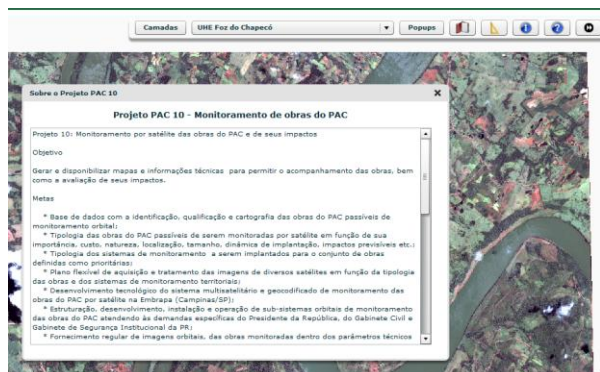 Camadas UHE Foz do Chapecó Popups
Sobre o Projeto PAC 10
Projeto PAC 10 - Monitoramento de obras do PAC
Projeto 10: Monitoramento por satélite das obras do PAC e de seus impactos
Objetivo
Gerar e disponibilizar mapas e informações técnicas para permitir o acompanhamento das obras, bem
como a avaliação de seus impactos.
Metas
* Base de dados com a identificação, qualificação e cartografia das obras do PAC passíveis de
monitoramento orbital;
* Tipologia das obras do PAC passíveis de serem monitoradas por satélite em função de sua
importância, custo, natureza, localização, tamanho, dinâmica de implantação, impactos previsíveis etc.;
* Tipologia dos sistemas de monitoramento a serem implantados para o conjunto de obras
definidas como prioritárias;
* Plano flexível de aquisição e tratamento das imagens de diversos satélites em função da tipologia
das obras e dos sistemas de monitoramento territoriais;
* Desenvolvimento tecnológico do sistema multisatelitário e geocodificado de monitoramento das
obras do PAC por satélite na Embrapa (Campinas/SP);
* Estruturação, desenvolvimento, instalação e operação de sub-sistemas orbitais de monitoramento
das obras do PAC atendendo às demandas específicas do Presidente da República, do Gabinete Civil e
Gabinete de Segurança Institucional da PR;
* Fornecimento regular de imagens orbitais, das obras monitoradas dentro dos parâmetros técnicos